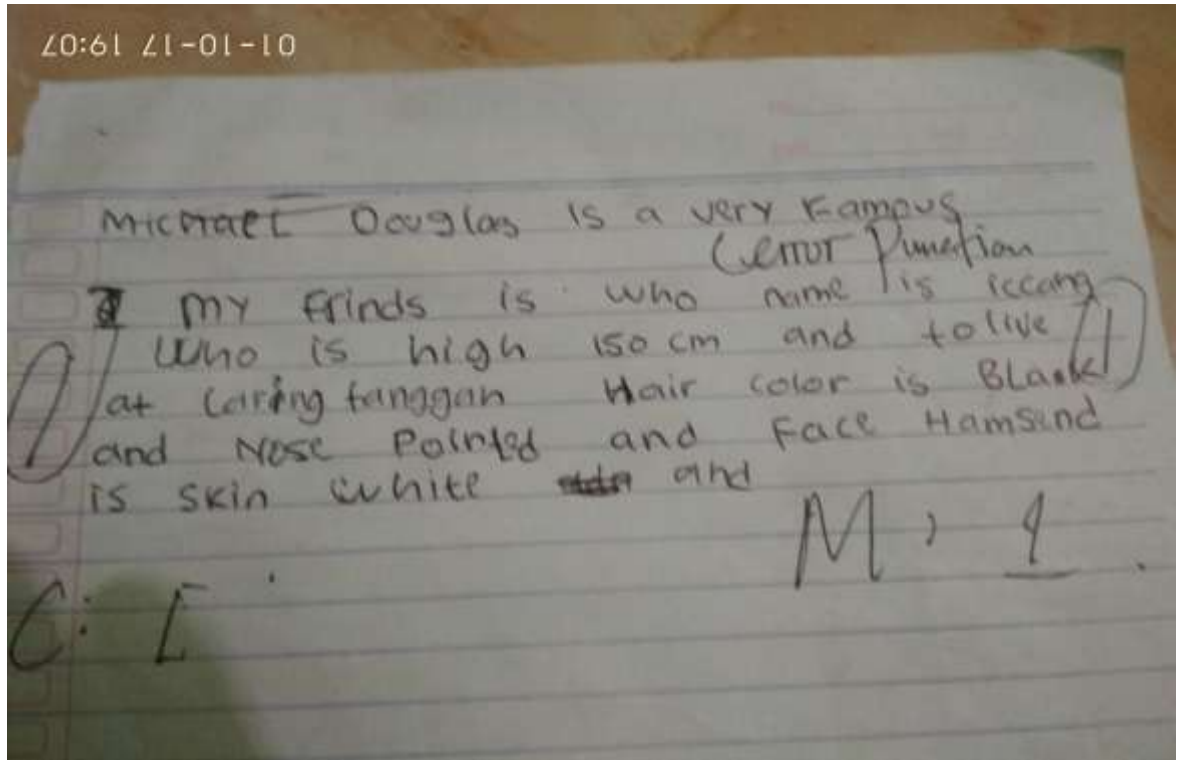 01-10-17 19:07
Michael Douglas is a very Famous
(error Punction
my frinds is who name is iccang
who is high 150 cm and to live
at Caring tanggan Hair color is BLaak
and Nose Pointed and Face Hamsend
is skin white and
M : 1
C :